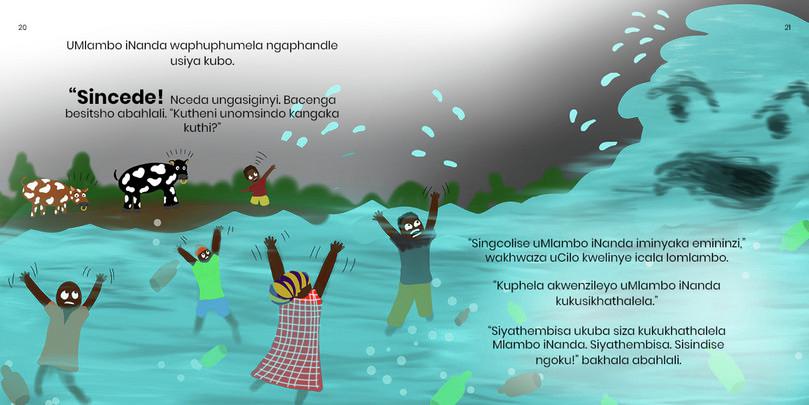 20
UMlambo iNanda waphuphumela ngaphandle
usiya kubo.
“Sincede! Nceda ungasiginyi. Bacenga
besitsho abahlali. “Kutheni unomsindo kangaka
kuthi?”
21
“Singcolise uMlambo iNanda iminyaka emininzi,”
wakhwaza uCilo kwelinye icala lomlambo.
“Kuphela akwenzileyo uMlambo iNanda
kukusikhathalela.”
“Siyathembisa ukuba siza kukukhathalela
Mlambo iNanda. Siyathembisa. Sisindise
ngoku!” bakhala abahlali.